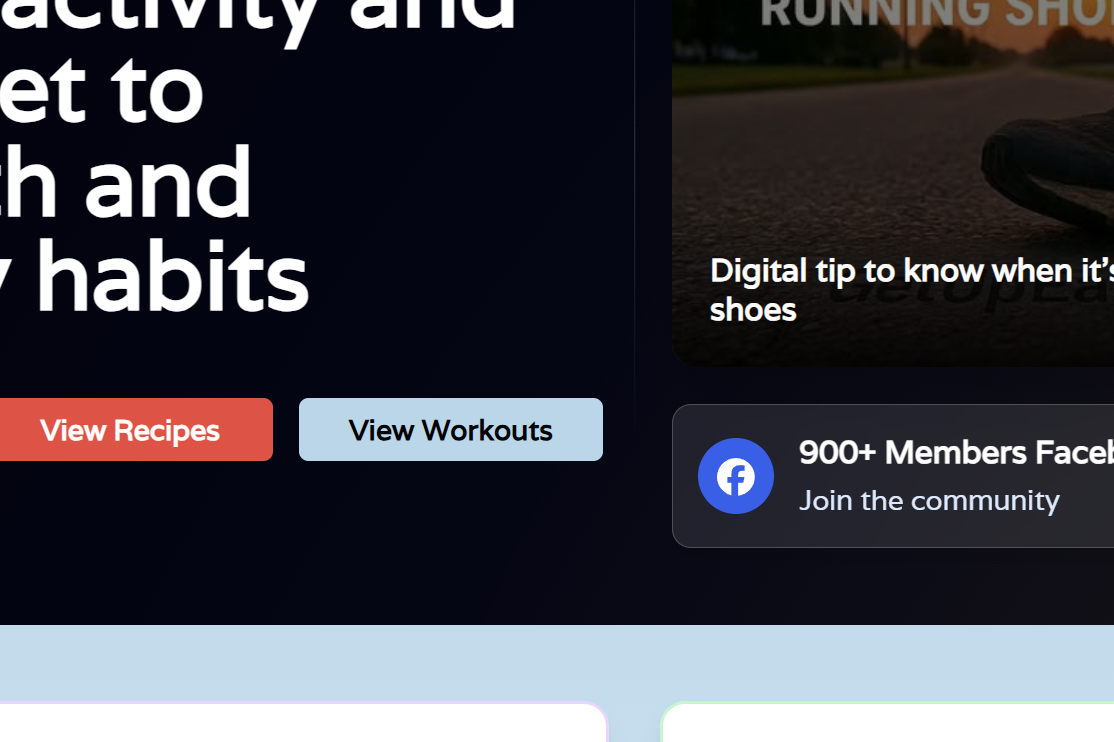 activity and
et to
th and
y habits
View Recipes
View Workouts
RUNNING SHO
Digital tip to know when it's
shoes
900+ Members Faceb
Join the community